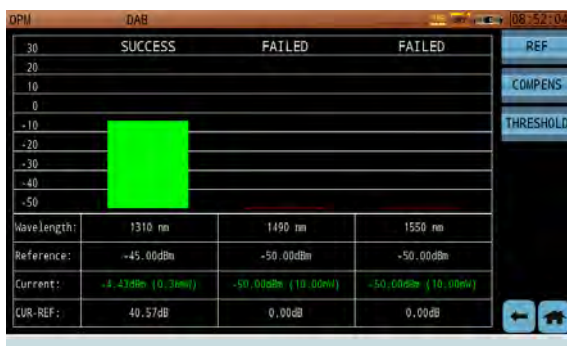 OPM DAB 08:52:04
30 SUCCESS FAILED FAILED REF
20
10 COMPENS
0
-10 THRESHOLD
-20
-30
-40
-50
Wavelength: 1310 nm 1490 nm 1550 nm
Reference: -45.00dBm -50.00dBm -50.00dBm
Current: -4.43dBm (0.36mW) -50.00dBm (10.00nW) -50.00dBm (10.00nW)
CUR-REF: 40.57dB 0.00dB 0.00dB